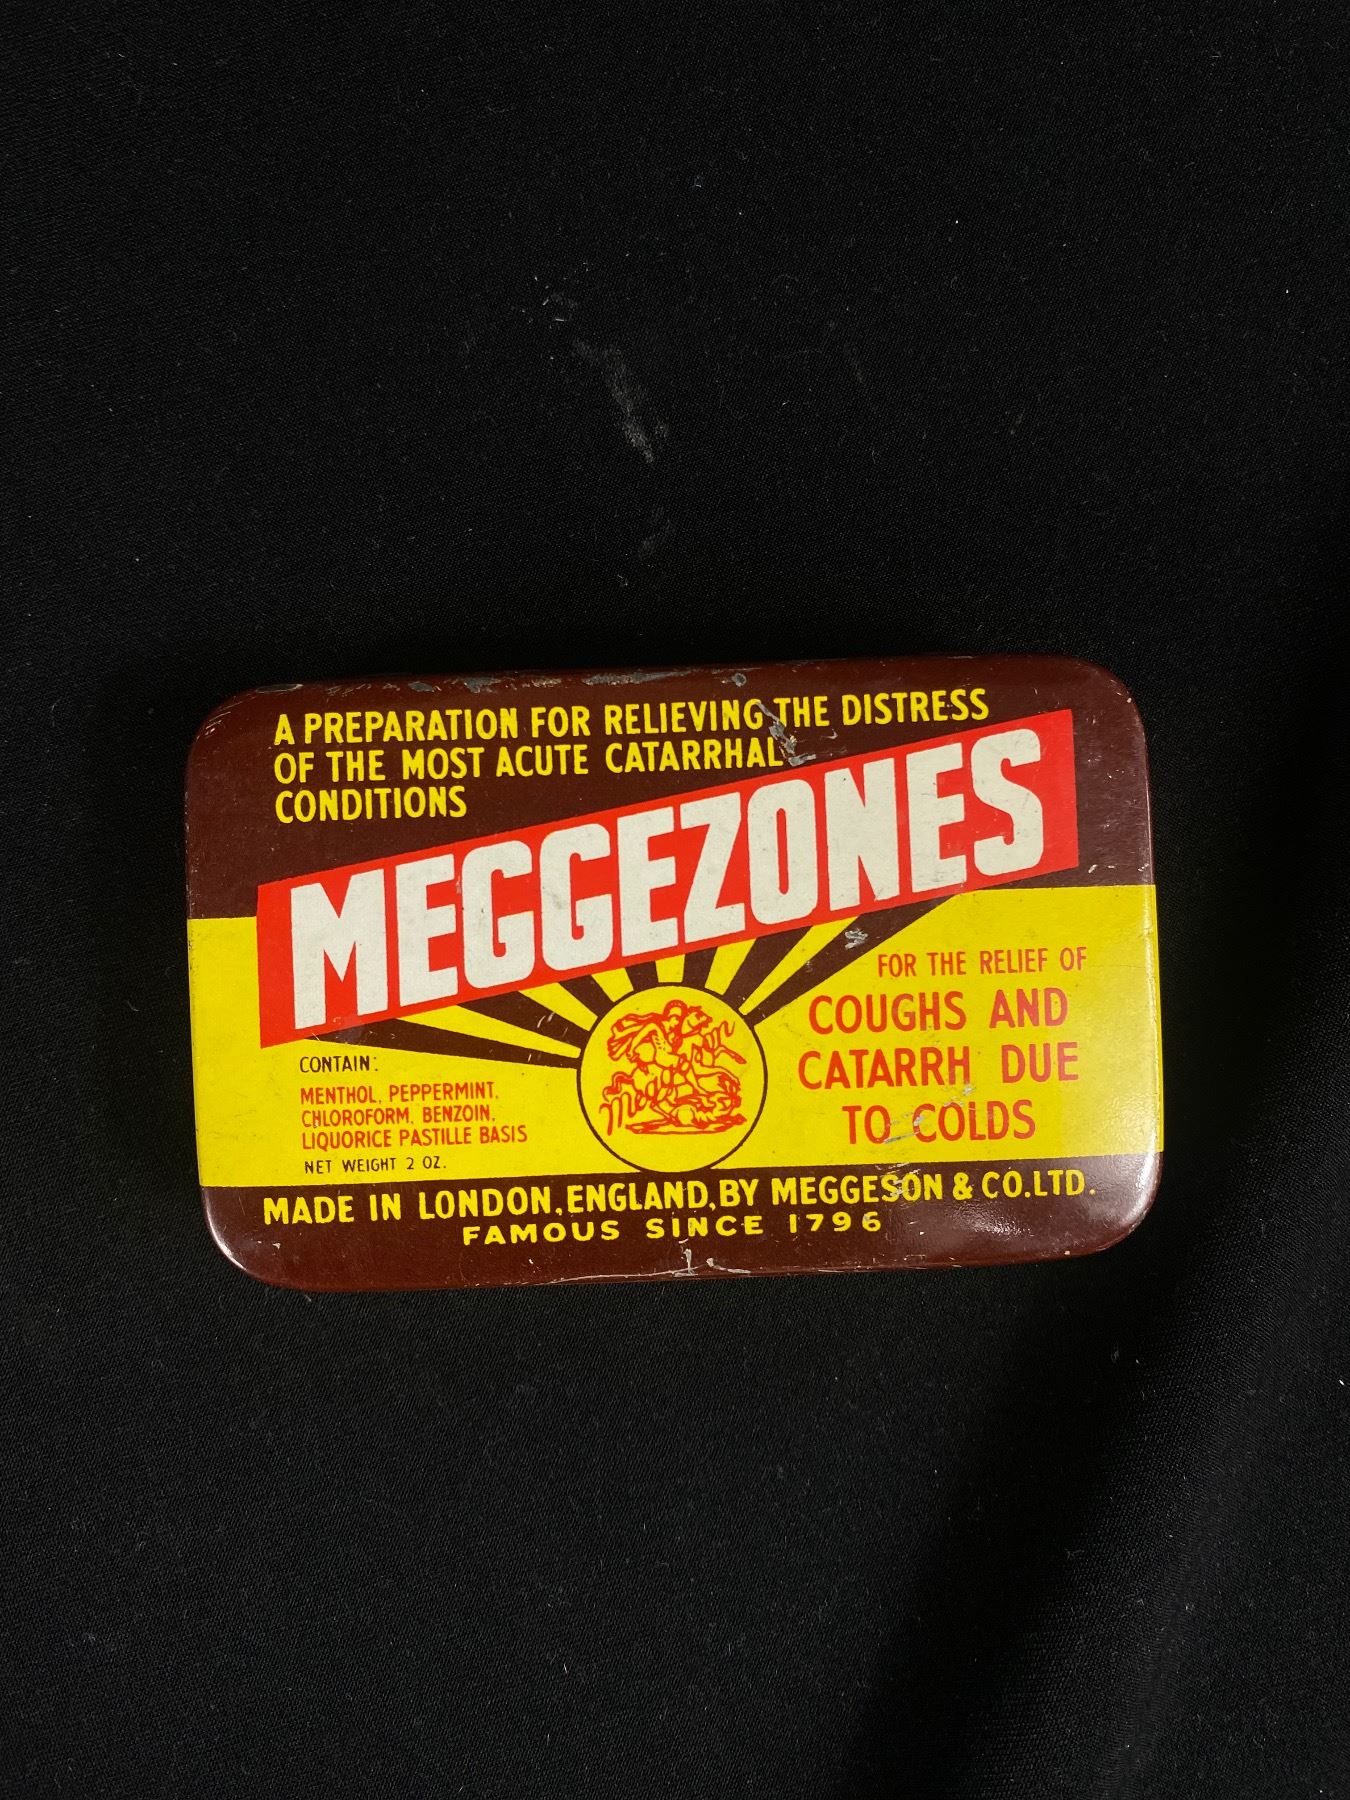 A PREPARATION FOR RELIEVING THE DISTRESS
OF THE MOST ACUTE CATARRHAL
CONDITIONS
MEGGEZONES
FOR THE RELIEF OF
COUGHS AND
CATARRH DUE
TO COLDS
CONTAIN:
MENTHOL, PEPPERMINT,
CHLOROFORM, BENZOIN,
LIQUORICE PASTILLE BASIS
NET WEIGHT 2 OZ.
Meggeson
MADE IN LONDON, ENGLAND, BY MEGGESON & CO. LTD.
FAMOUS SINCE 1796